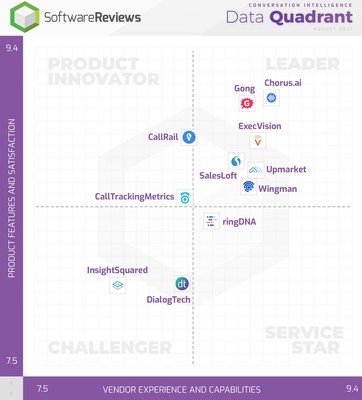 SoftwareReviews
CONVERSATION INTELLIGENCE
Data Quadrant
AUGUST 2021
9.4
PRODUCT
INNOVATOR
LEADER
Chorus.ai
Gong
ExecVision
CallRail
SalesLoft
Upmarket
Wingman
CallTrackingMetrics
ringDNA
InsightSquared
dt
DialogTech
CHALLENGER
SERVICE
STAR
PRODUCT FEATURES AND SATISFACTION
7.5
7.5
VENDOR EXPERIENCE AND CAPABILITIES
9.4